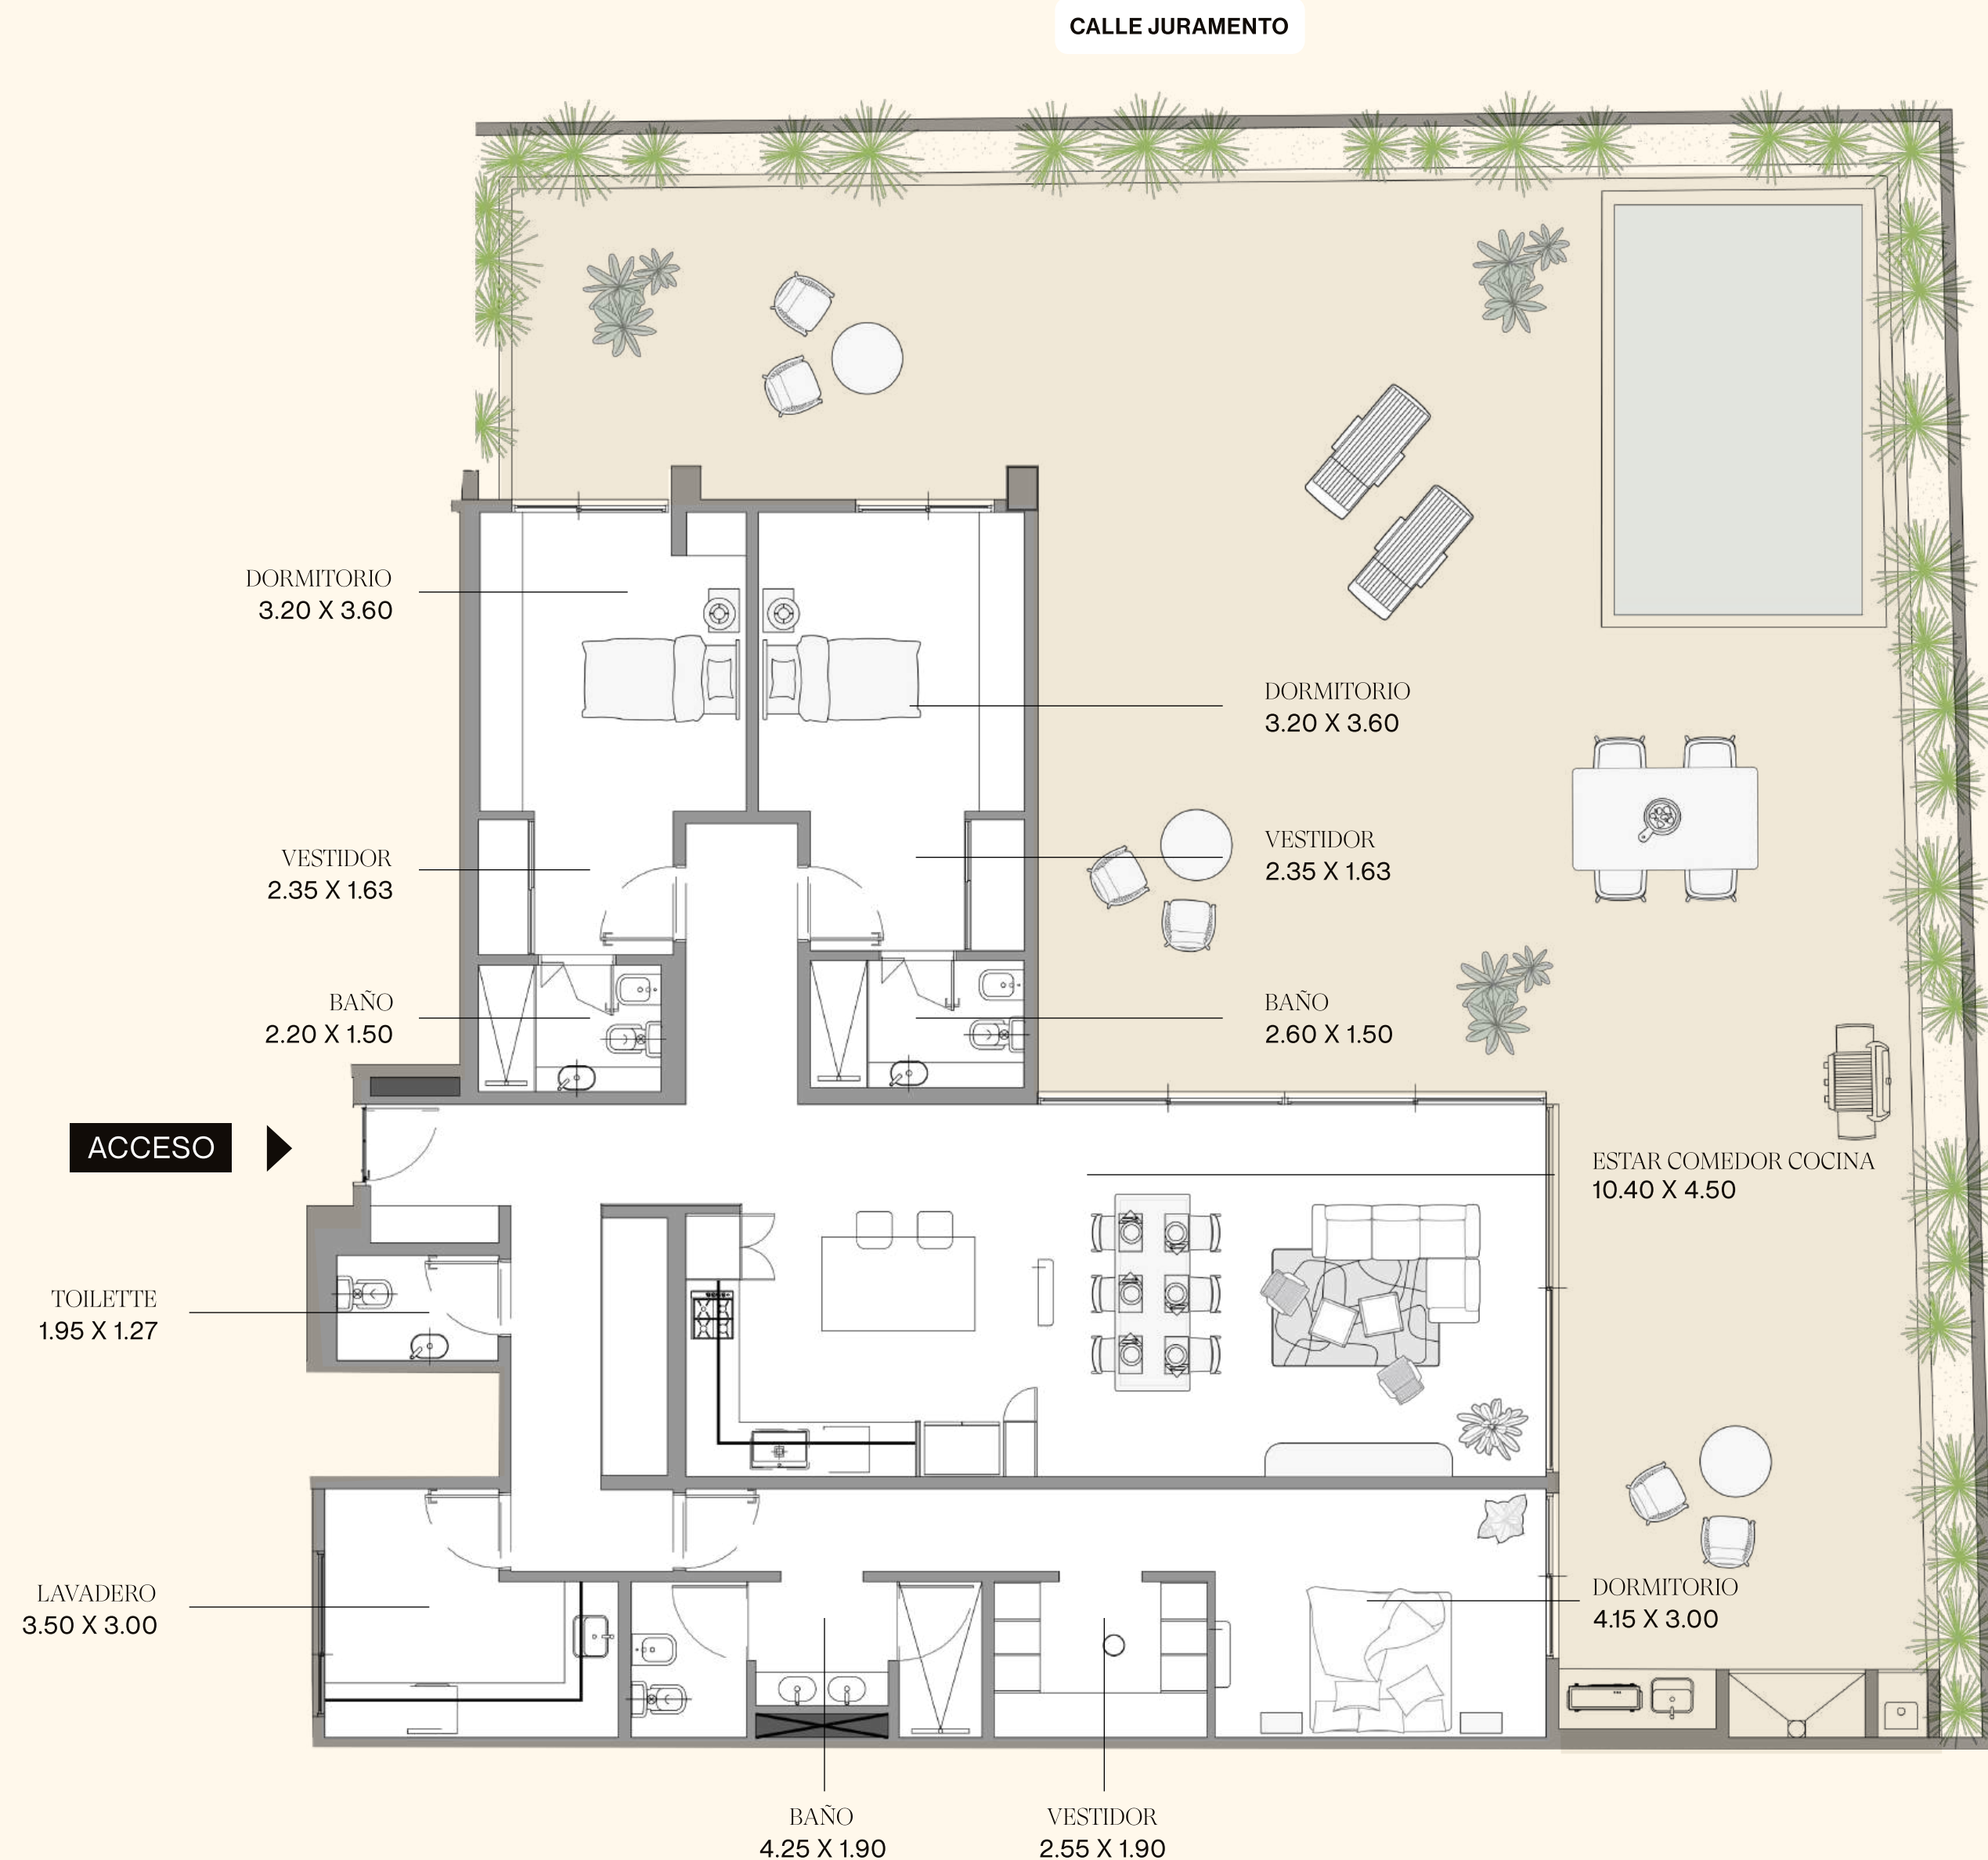 CALLE JURAMENTO
DORMITORIO
3.20 X 3.60
DORMITORIO
3.20 X 3.60
VESTIDOR
2.35 X 1.63
VESTIDOR
2.35 X 1.63
BAÑO
2.20 X 1.50
BAÑO
2.60 X 1.50
ACCESO
ESTAR COMEDOR COCINA
10.40 X 4.50
TOILETTE
1.95 X 1.27
LAVADERO
3.50 X 3.00
DORMITORIO
4.15 X 3.00
BAÑO
4.25 X 1.90
VESTIDOR
2.55 X 1.90